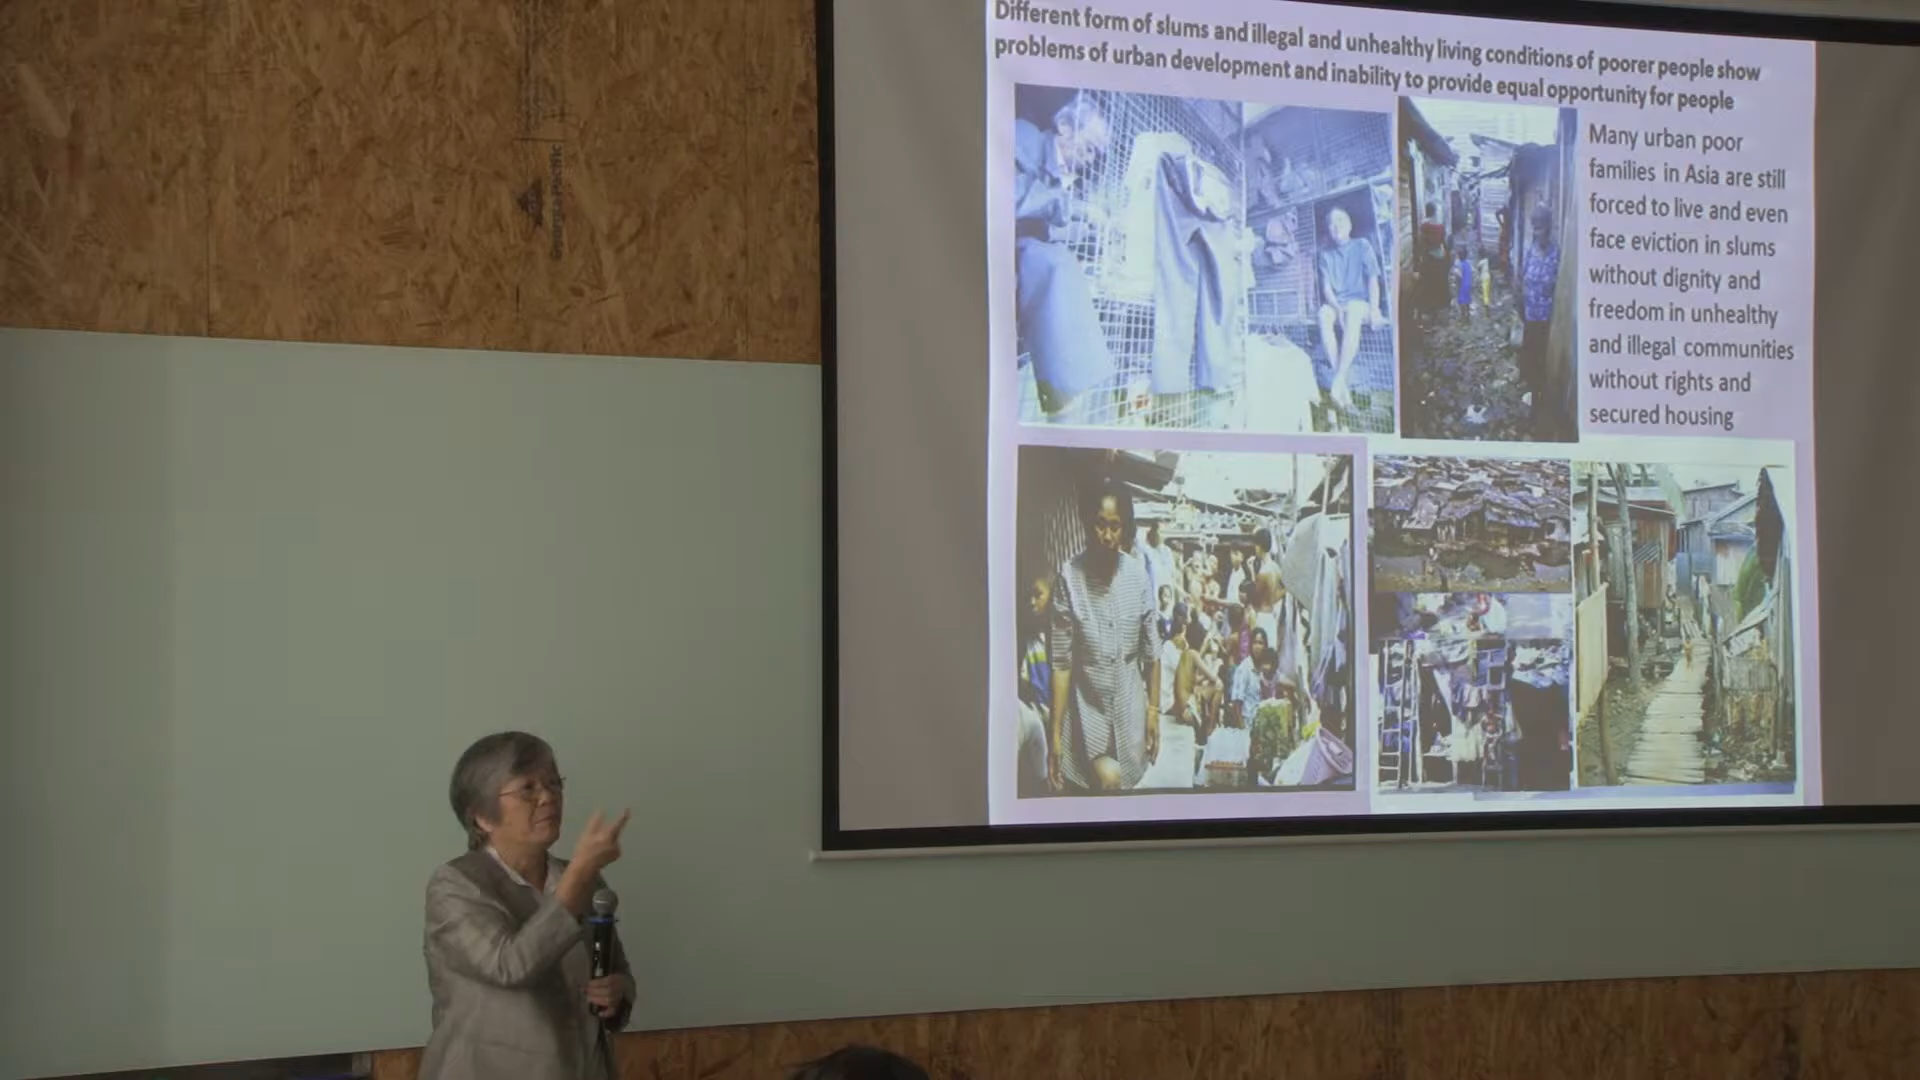 Different form of slums and illegal and unhealthy living conditions of poorer people show
problems of urban development and inability to provide equal opportunity for people
Many urban poor
families in Asia are still
forced to live and even
face eviction in slums
without dignity and
freedom in unhealthy
and illegal communities
without rights and
secured housing
Georgia-Pacific